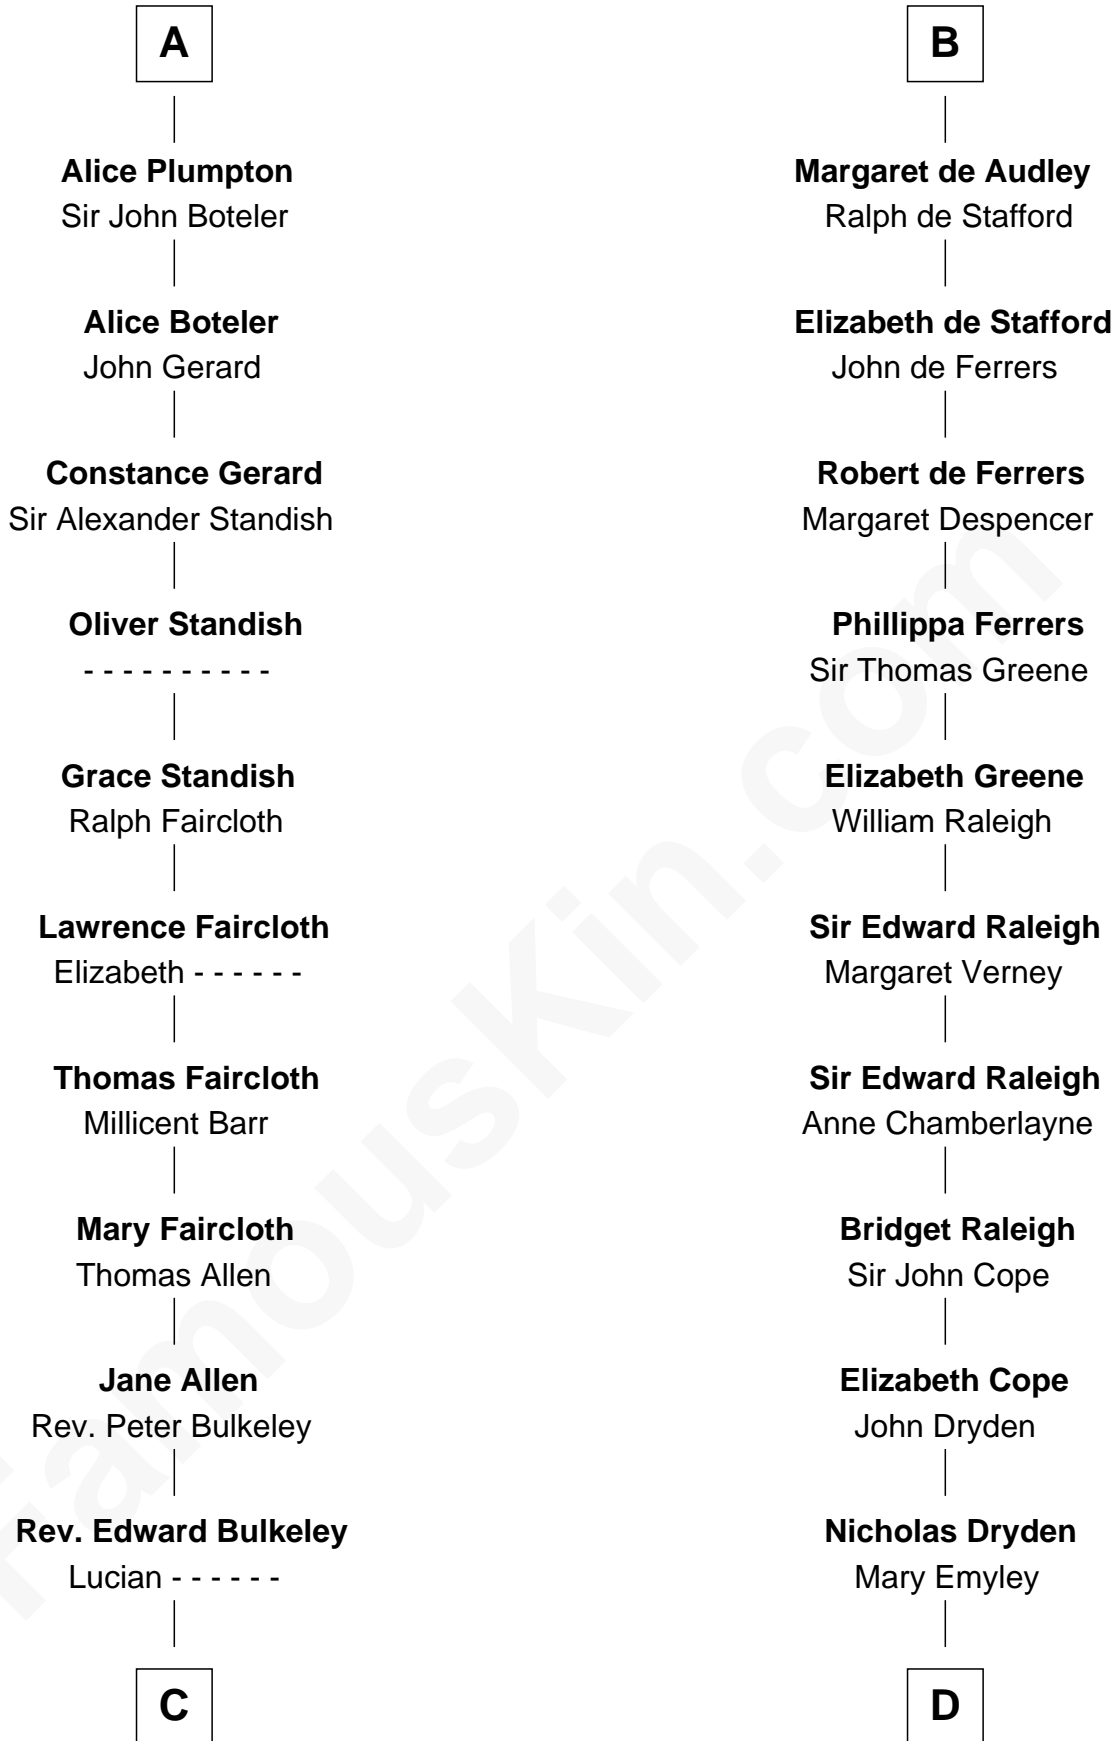 A
Alice Plumpton
Sir John Boteler
Alice Boteler
John Gerard
Constance Gerard
Sir Alexander Standish
Oliver Standish
- - - - - - - - - -
Grace Standish
Ralph Faircloth
Lawrence Faircloth
Elizabeth - - - - - -
Thomas Faircloth
Millicent Barr
Mary Faircloth
Thomas Allen
Jane Allen
Rev. Peter Bulkeley
Rev. Edward Bulkeley
Lucian - - - - - -
C
B
Margaret de Audley
Ralph de Stafford
Elizabeth de Stafford
John de Ferrers
Robert de Ferrers
Margaret Despencer
Phillippa Ferrers
Sir Thomas Greene
Elizabeth Greene
William Raleigh
Sir Edward Raleigh
Margaret Verney
Sir Edward Raleigh
Anne Chamberlayne
Bridget Raleigh
Sir John Cope
Elizabeth Cope
John Dryden
Nicholas Dryden
Mary Emyley
D
FamousKin.com